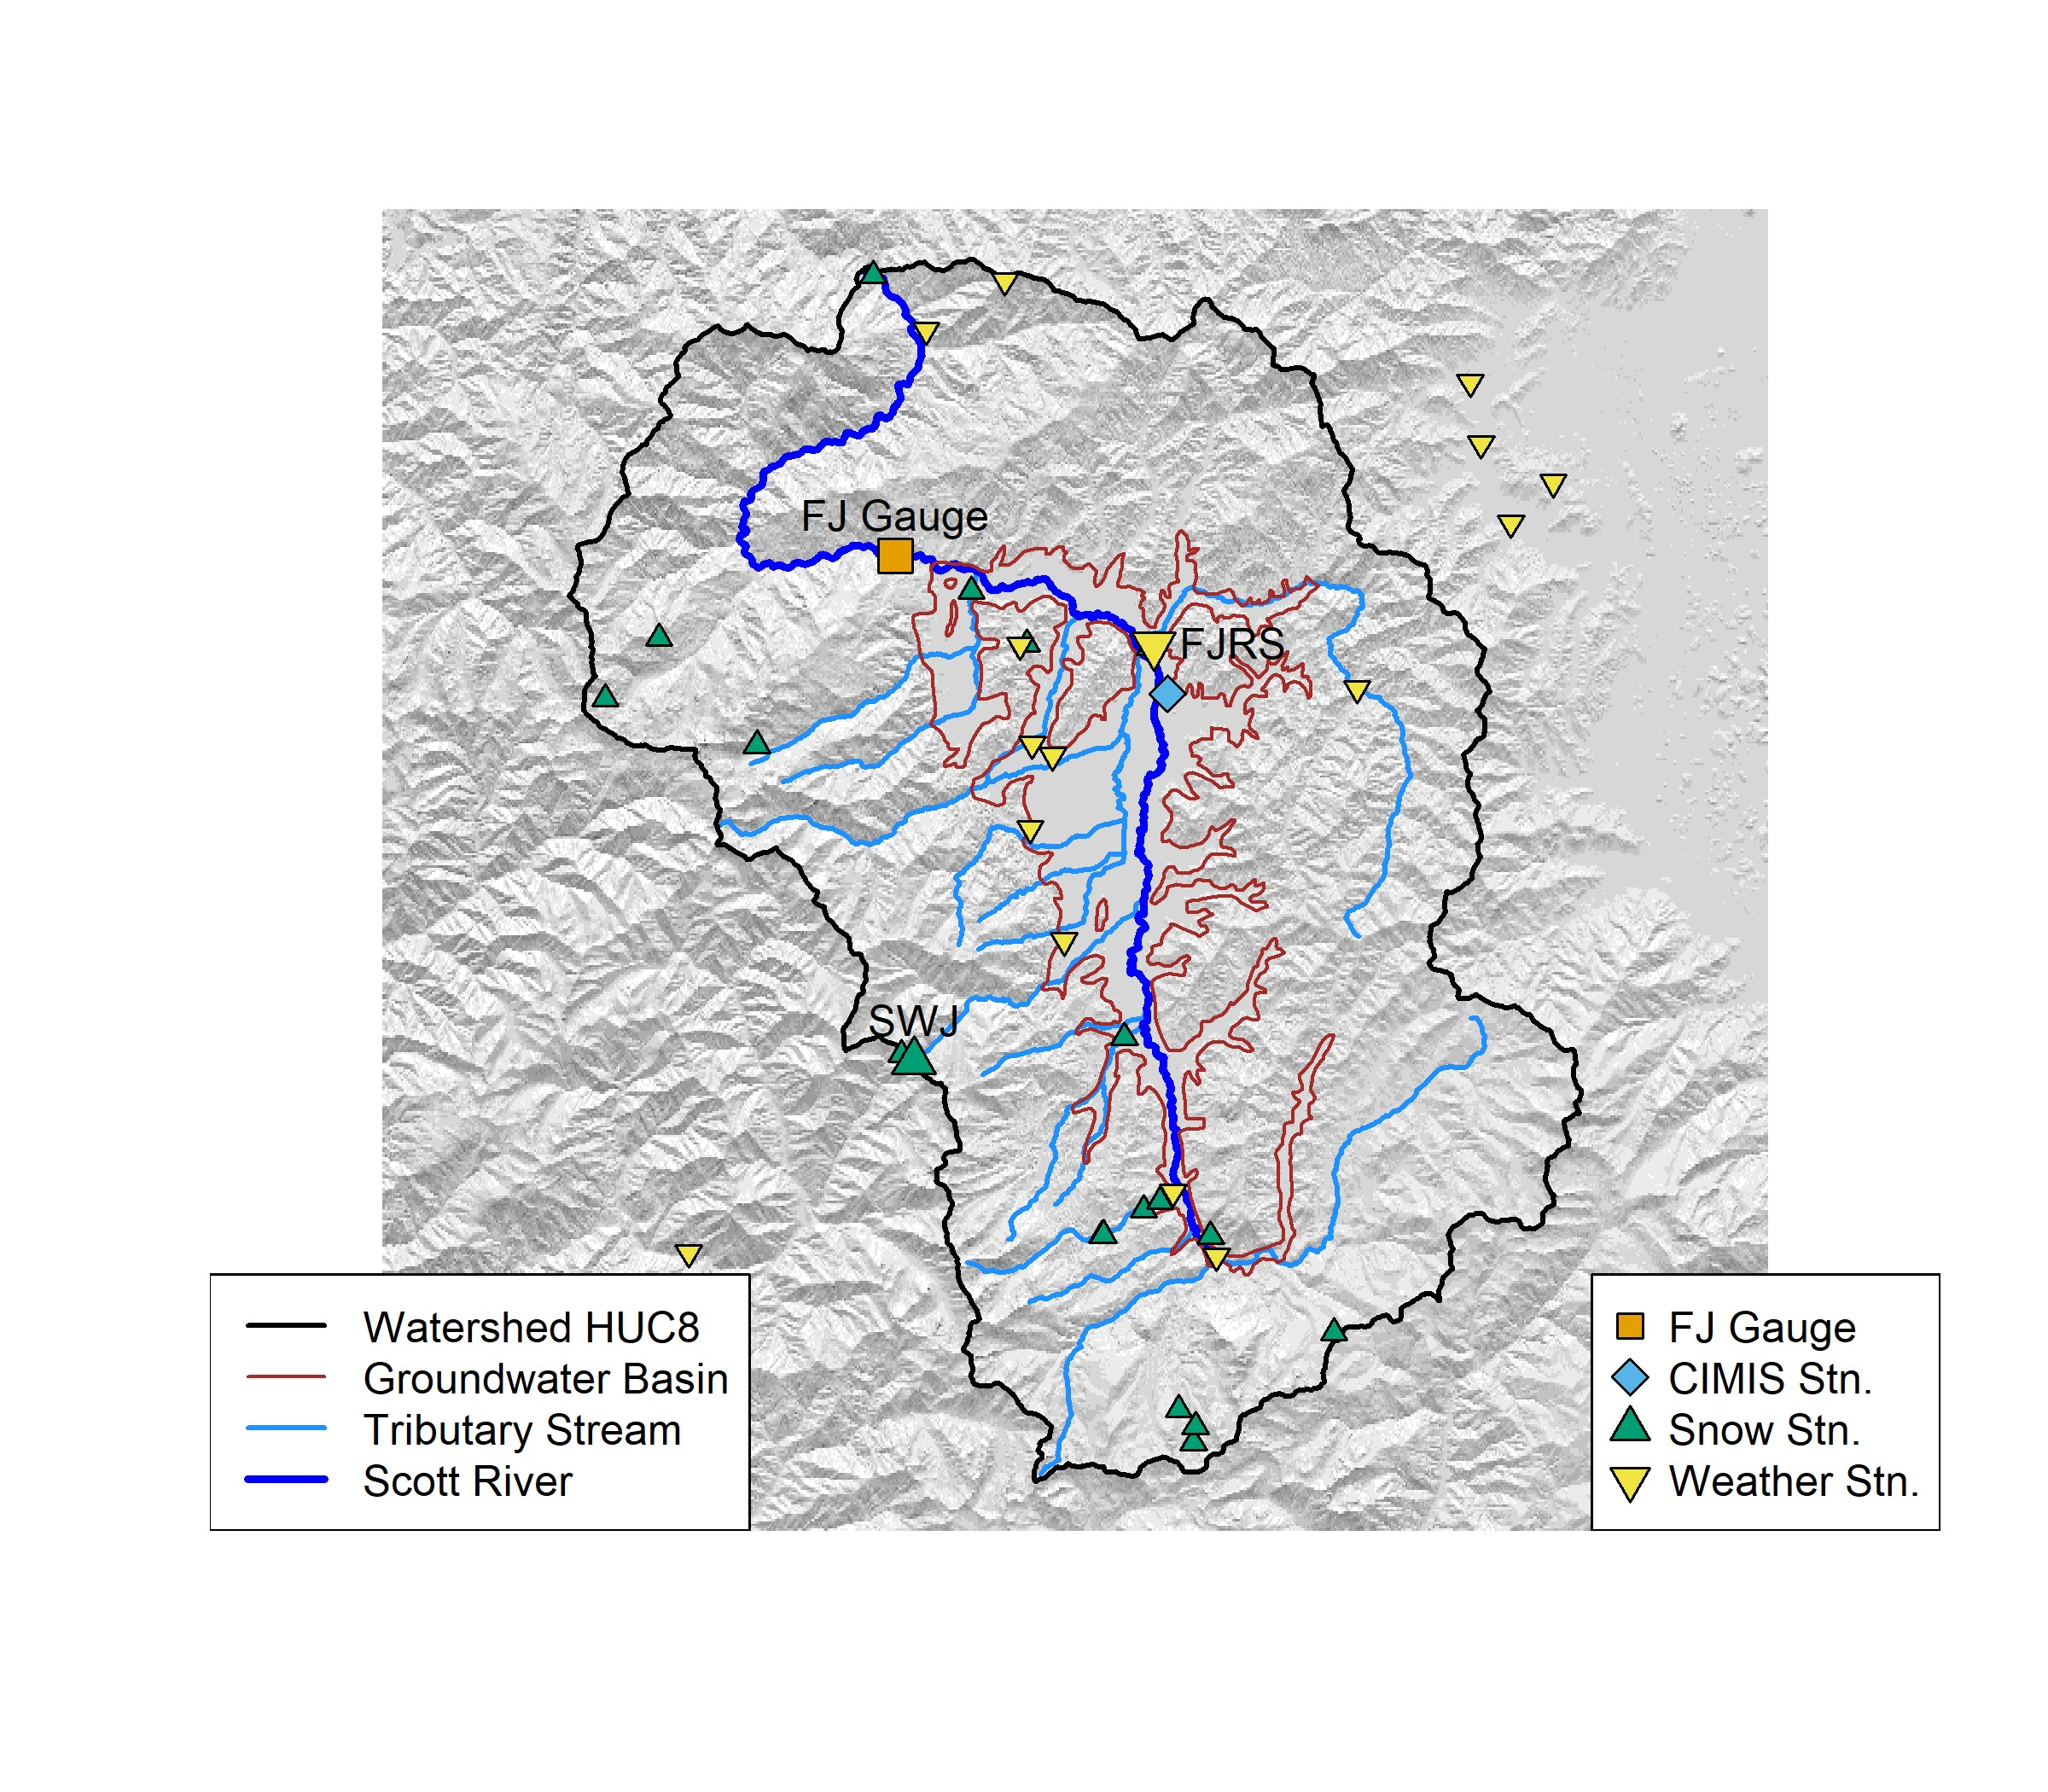 FJ Gauge
FJRS
SWJ
Watershed HUC8
Groundwater Basin
Tributary Stream
Scott River
FJ Gauge
CIMIS Stn.
Snow Stn.
Weather Stn.